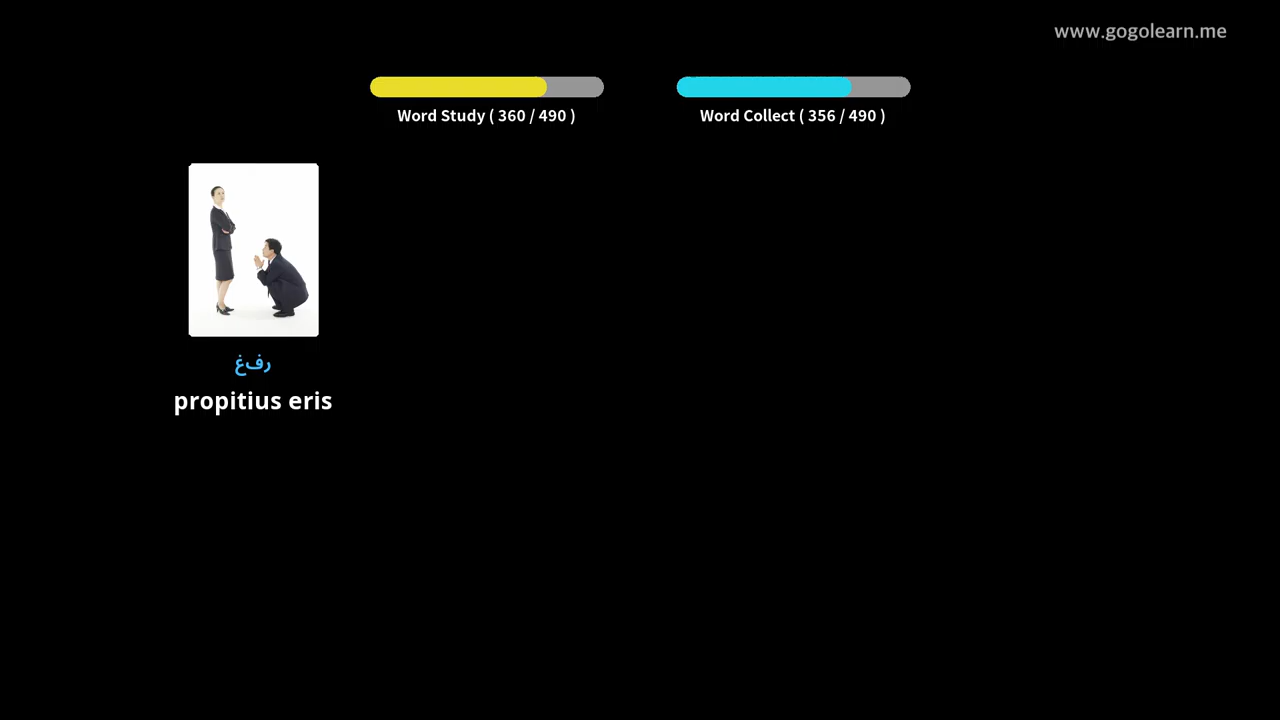 www.gogolearn.me
Word Study ( 360 / 490 )
Word Collect ( 356 / 490 )
رفغ
propitius eris